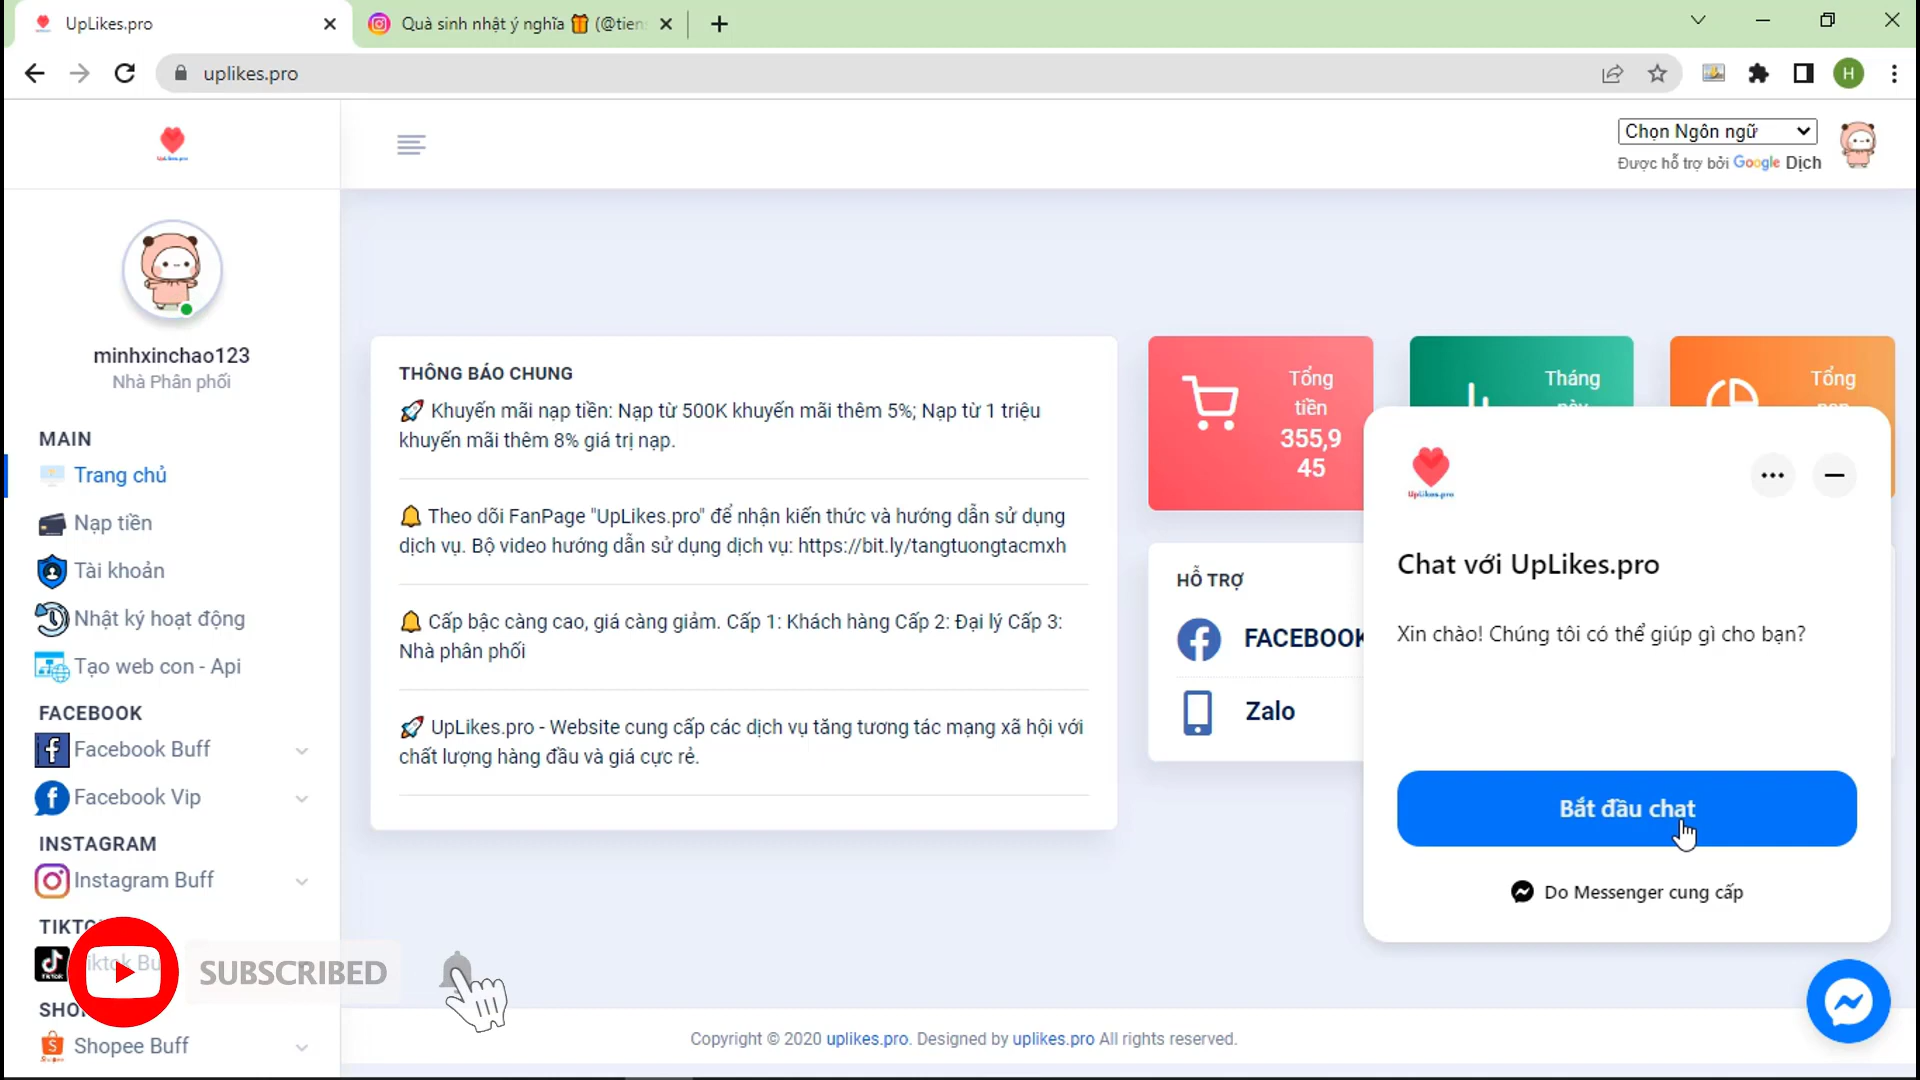 UpLikes.pro
Quà sinh nhật ý nghĩa 🎁 (@tien
uplikes.pro
H
UpLikes.pro
Chọn Ngôn ngữ
Được hỗ trợ bởi Google Dịch
minhxinchao123
Nhà Phân phối
MAIN
Trang chủ
Nạp tiền
Tài khoản
Nhật ký hoạt động
Tạo web con - Api
FACEBOOK
Facebook Buff
Facebook Vip
INSTAGRAM
Instagram Buff
Shopee Buff
SUBSCRIBED
THÔNG BÁO CHUNG
🚀 Khuyến mãi nạp tiền: Nạp từ 500K khuyến mãi thêm 5%; Nạp từ 1 triệu
khuyến mãi thêm 8% giá trị nạp.
🔔 Theo dõi FanPage "UpLikes.pro" để nhận kiến thức và hướng dẫn sử dụng
dịch vụ. Bộ video hướng dẫn sử dụng dịch vụ: https://bit.ly/tangtuongtacmxh
🔔 Cấp bậc càng cao, giá càng giảm. Cấp 1: Khách hàng Cấp 2: Đại lý Cấp 3:
Nhà phân phối
🚀 UpLikes.pro - Website cung cấp các dịch vụ tăng tương tác mạng xã hội với
chất lượng hàng đầu và giá cực rẻ.
Tổng
tiền
355,9
45
Tháng
Tổng
HỖ TRỢ
FACEBOOK
Zalo
UpLikes.pro
Chat với UpLikes.pro
Xin chào! Chúng tôi có thể giúp gì cho bạn?
Bắt đầu chat
Do Messenger cung cấp
Copyright © 2020 uplikes.pro. Designed by uplikes.pro All rights reserved.